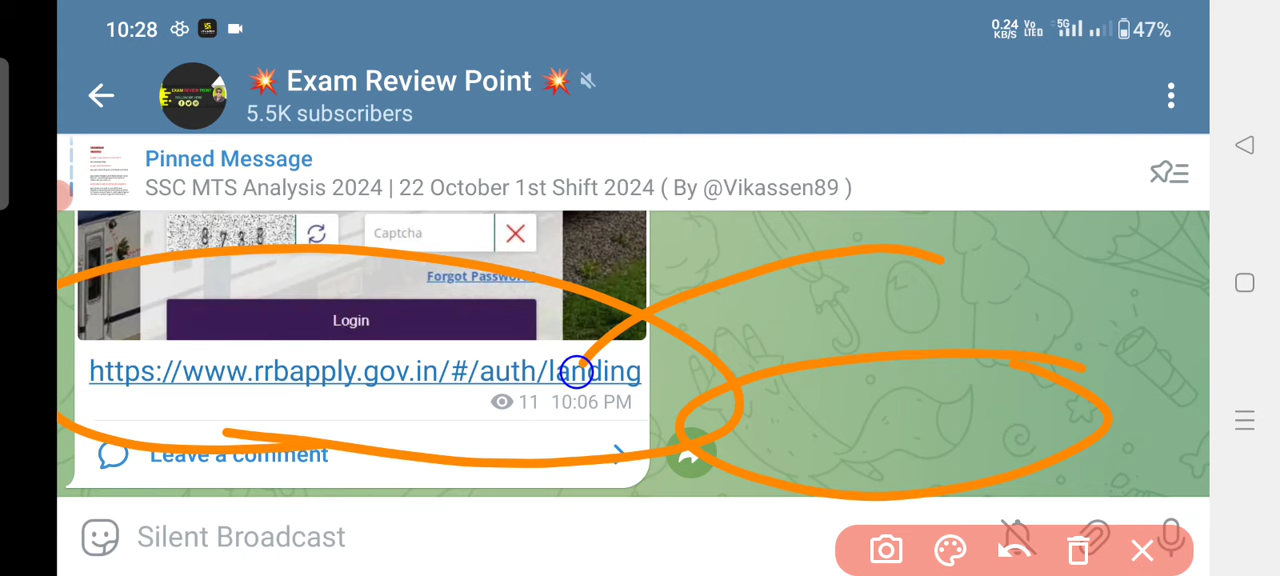 10:28
0.24 KB/S Vo LTED 5G 47%
💥 Exam Review Point 💥
5.5K subscribers
Pinned Message
SSC MTS Analysis 2024 | 22 October 1st Shift 2024 ( By @Vikassen89 )
8738
Captcha
Forgot Password
Login
https://www.rrbapply.gov.in/#/auth/landing
11 10:06 PM
Leave a comment
Silent Broadcast